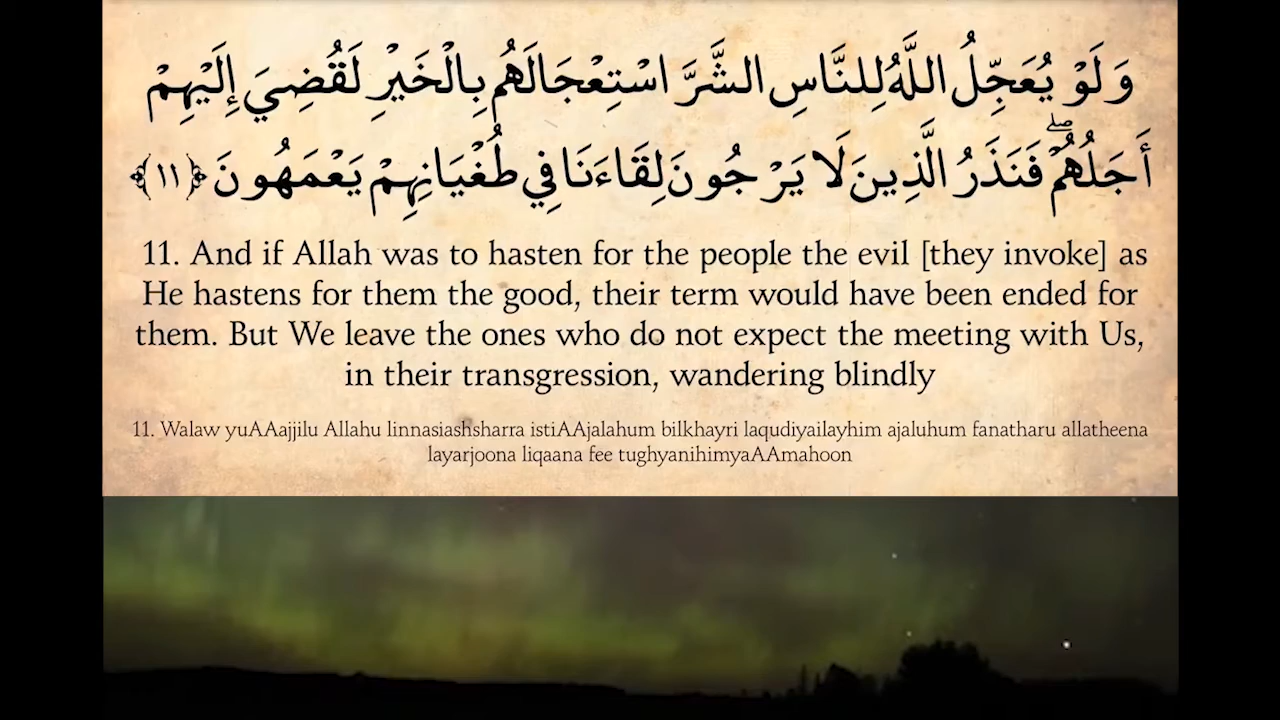 وَلَوْ يُعَجِّلُ اللَّهُ لِلنَّاسِ الشَّرَّ اسْتِعْجَالَهُم بِالْخَيْرِ لَقُضِيَ إِلَيْهِمْ
أَجَلُهُمْ ۖ فَنَذَرُ الَّذِينَ لَا يَرْجُونَ لِقَاءَنَا فِي طُغْيَانِهِمْ يَعْمَهُونَ ﴿١١﴾
11. And if Allah was to hasten for the people the evil [they invoke] as
He hastens for them the good, their term would have been ended for
them. But We leave the ones who do not expect the meeting with Us,
in their transgression, wandering blindly
11. Walaw yuAAajjilu Allahu linnasiashsharra istiAAjalahum bilkhayri laqudiyailayhim ajaluhum fanatharu allatheena
layarjoona liqaana fee tughyanihimyaAAmahoon